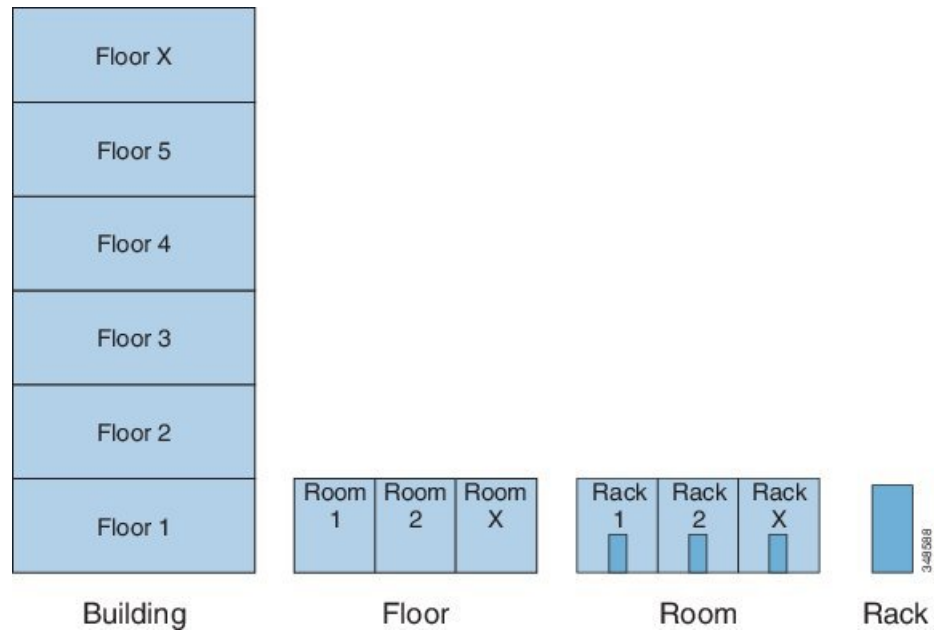 Floor X
Floor 5
Floor 4
Floor 3
Floor 2
Floor 1
Room 1
Room 2
Room X
Rack 1
Rack 2
Rack X
348588
Building
Floor
Room
Rack